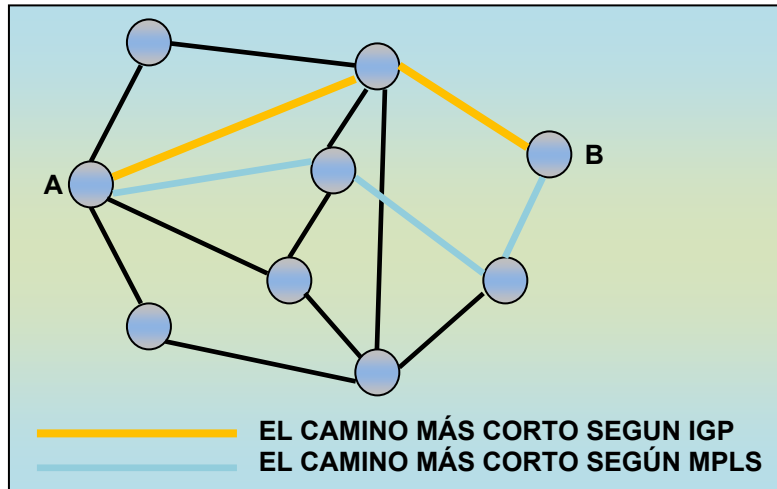 A
B
EL CAMINO MÁS CORTO SEGUN IGP
EL CAMINO MÁS CORTO SEGÚN MPLS